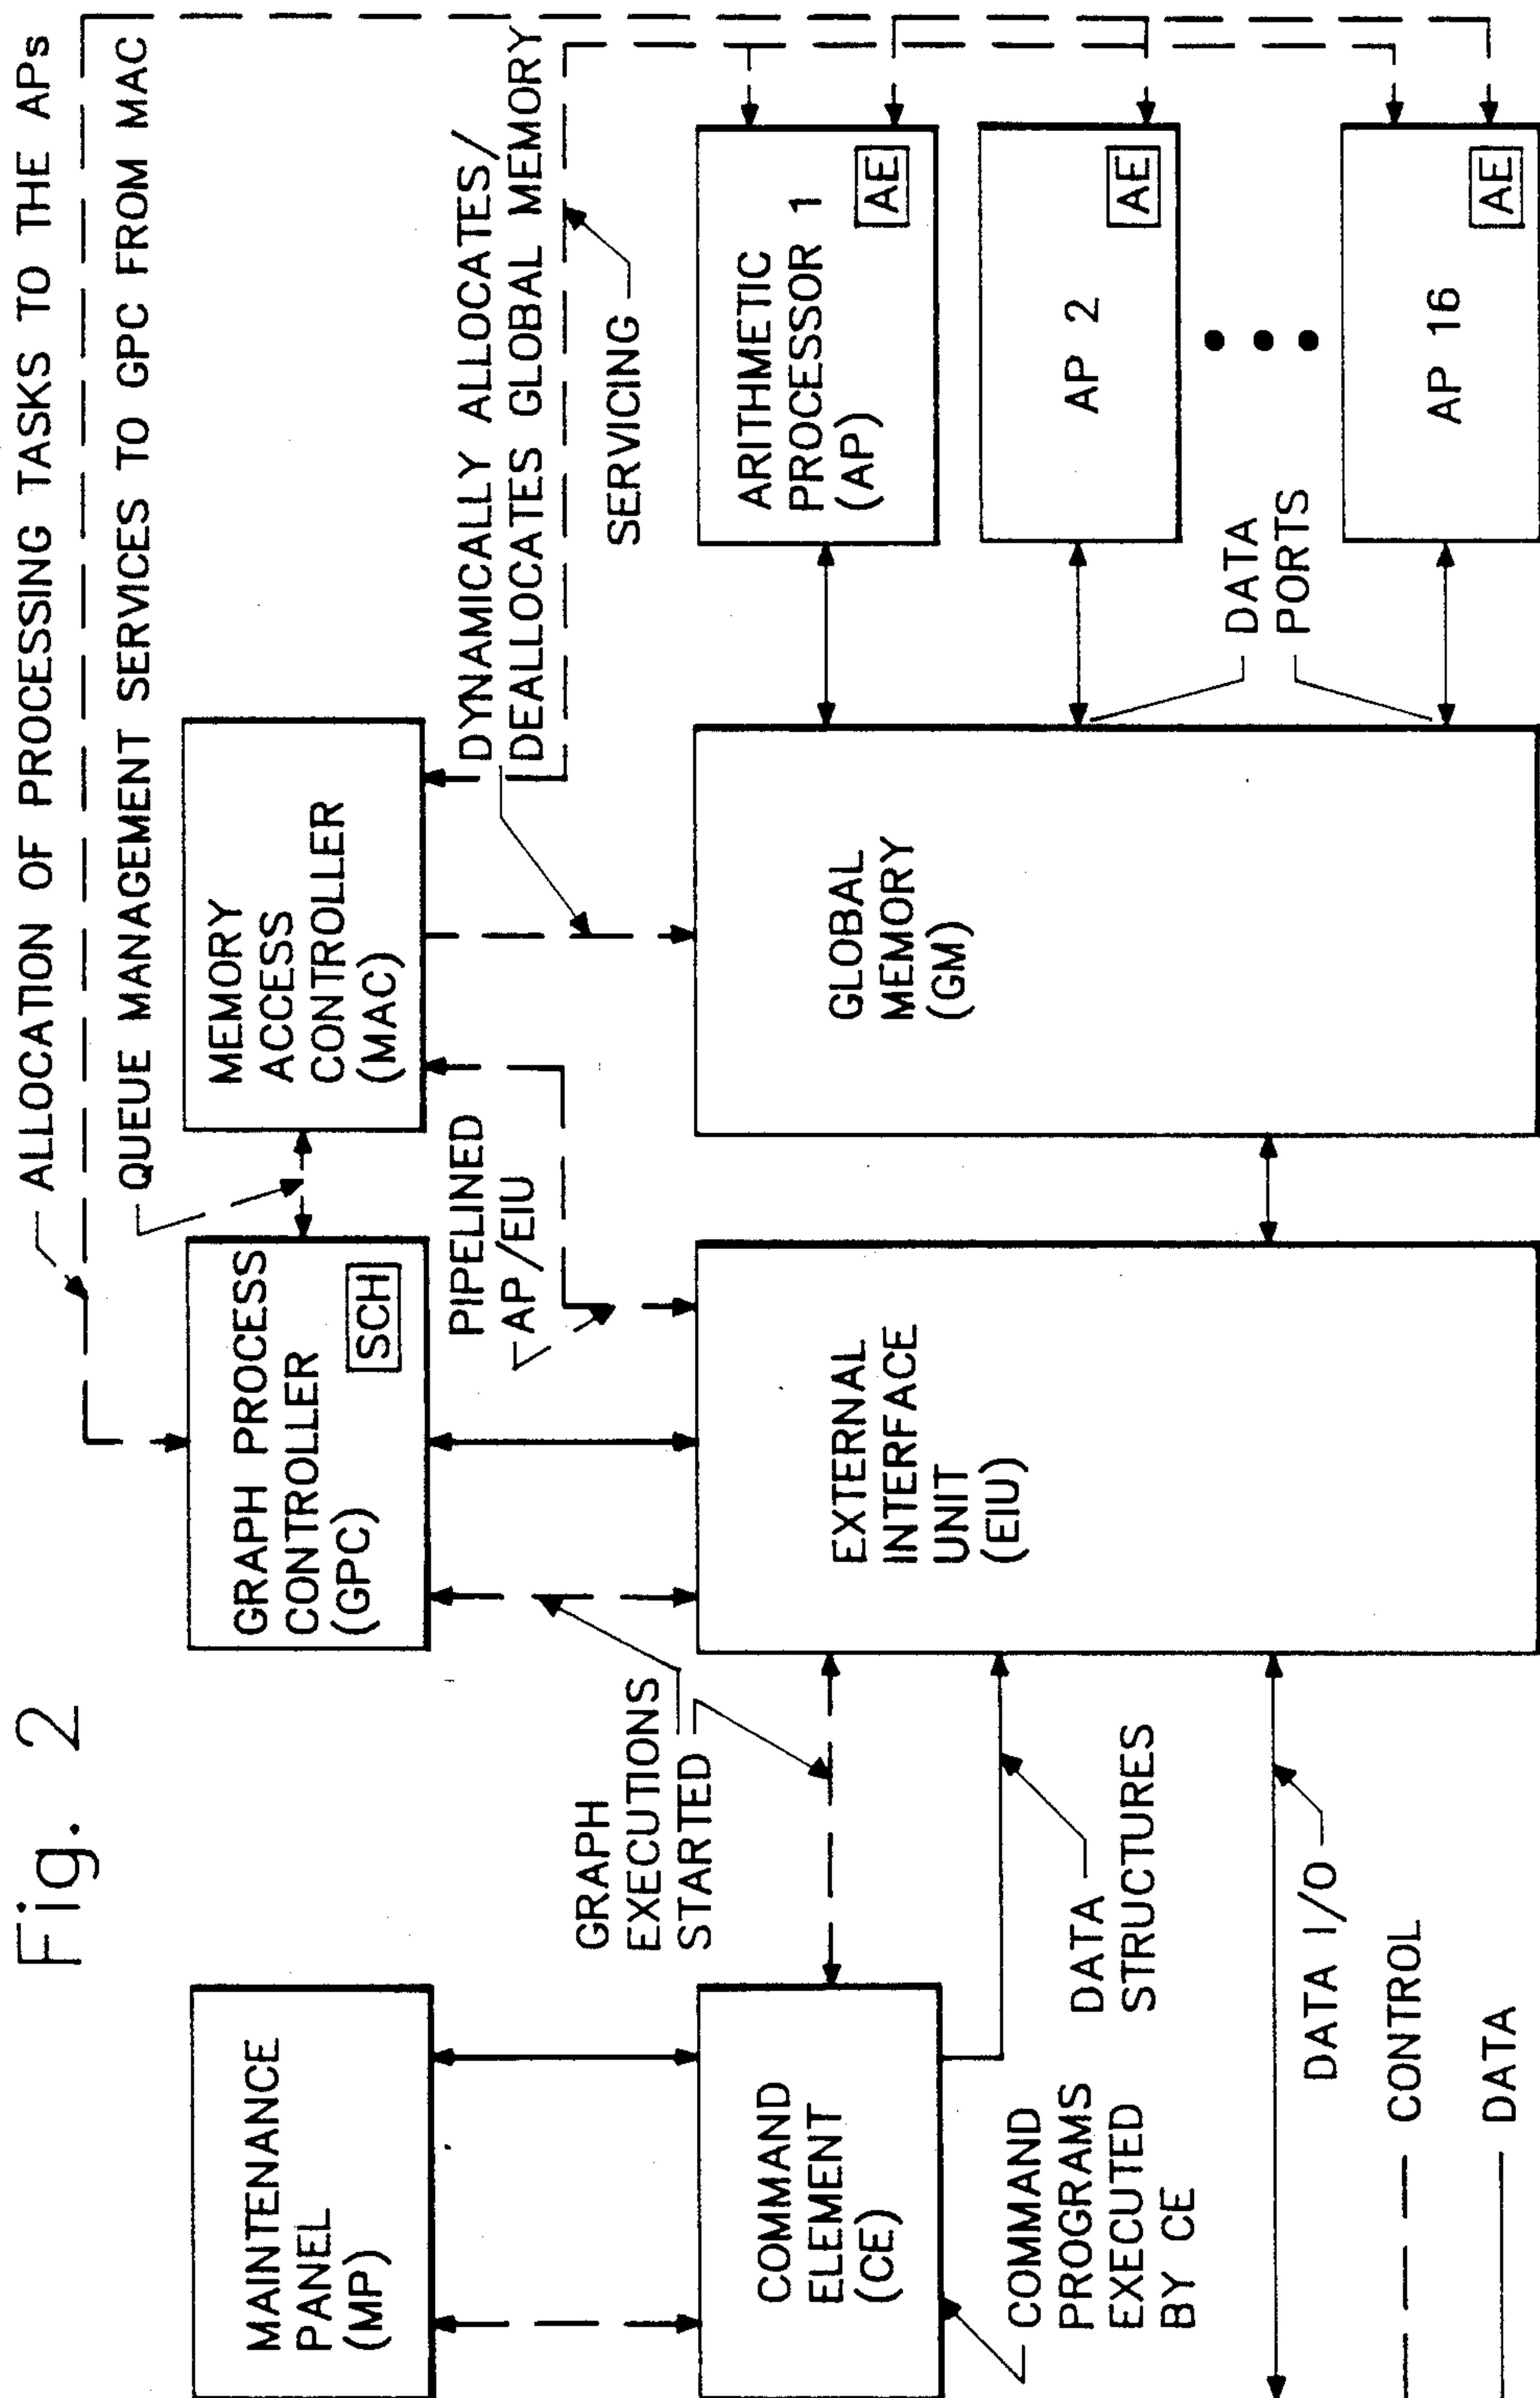 Fig. 2
ALLOCATION OF PROCESSING TASKS TO THE APs
QUEUE MANAGEMENT SERVICES TO GPC FROM MAC
MAINTENANCE
PANEL
(MP)
GRAPH PROCESS
CONTROLLER
(GPC)
SCH
MEMORY
ACCESS
CONTROLLER
(MAC)
PIPELINED
AP/EIU
DYNAMICALLY ALLOCATES/
DEALLOCATES GLOBAL MEMORY
GRAPH
EXECUTIONS
STARTED
SERVICING
COMMAND
ELEMENT
(CE)
EXTERNAL
INTERFACE
UNIT
(EIU)
GLOBAL
MEMORY
(GM)
ARITHMETIC
PROCESSOR 1
(AP)
AE
AP 2
AE
AP 16
AE
COMMAND
PROGRAMS
EXECUTED
BY CE
DATA
STRUCTURES
DATA
PORTS
DATA I/O
CONTROL
DATA